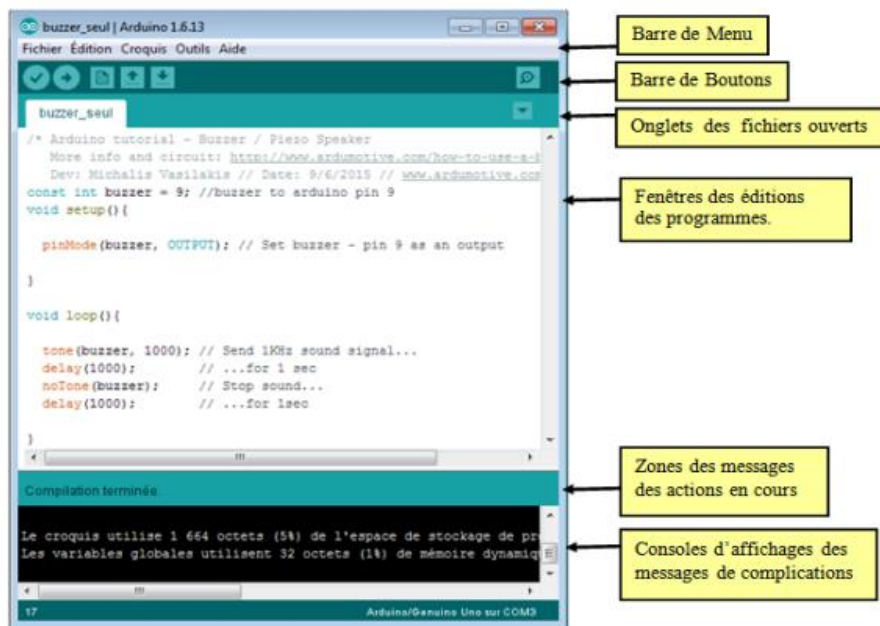 buzzer_seul | Arduino 1.6.13
Fichier Édition Croquis Outils Aide
buzzer_seul
/* Arduino tutorial - Buzzer / Piezo Speaker
More info and circuit: http://www.ardumotive.com/how-to-use-a-b
Dev: Michalis Vasilakis // Date: 9/6/2015 // www.ardumotive.com
const int buzzer = 9; //buzzer to arduino pin 9
void setup(){
pinMode(buzzer, OUTPUT); // Set buzzer - pin 9 as an output
}
void loop(){
tone(buzzer, 1000); // Send 1KHz sound signal...
delay(1000); // ...for 1 sec
noTone(buzzer); // Stop sound...
delay(1000); // ...for 1sec
}
Compilation terminée.
Le croquis utilise 1 664 octets (5%) de l'espace de stockage de pr
Les variables globales utilisent 32 octets (1%) de mémoire dynamiq
17
Arduino/Genuino Uno sur COM3
Barre de Menu
Barre de Boutons
Onglets des fichiers ouverts
Fenêtres des éditions
des programmes.
Zones des messages
des actions en cours
Consoles d'affichages des
messages de complications